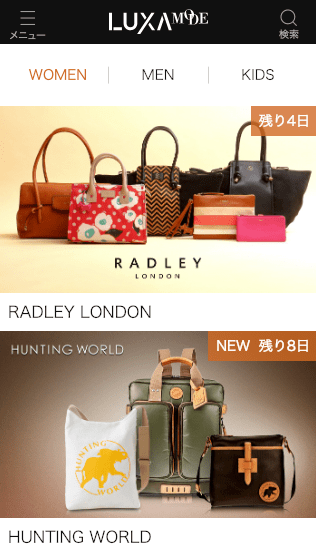 メニュー
LUXA MODE
検索
WOMEN
MEN
KIDS
残り4日
RADLEY
LONDON
RADLEY LONDON
NEW 残り8日
HUNTING WORLD
HUNTING
WORLD
HUNTING WORLD